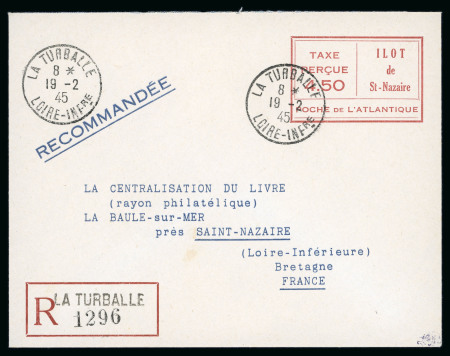 LA TURBALLE
8 *
19 -2
45
LOIRE-INFRE
RECOMMANDÉE
LA TURBALLE
8 *
19 -2
45
LOIRE-INFRE
TAXE
PERÇUE
50
ILOT
de
St-Nazaire
POCHE DE L'ATLANTIQUE
LA CENTRALISATION DU LIVRE
(rayon philatélique)
LA BAULE-sur-MER
près SAINT-NAZAIRE
(Loire-Inférieure)
Bretagne
FRANCE
R LA TURBALLE
1296